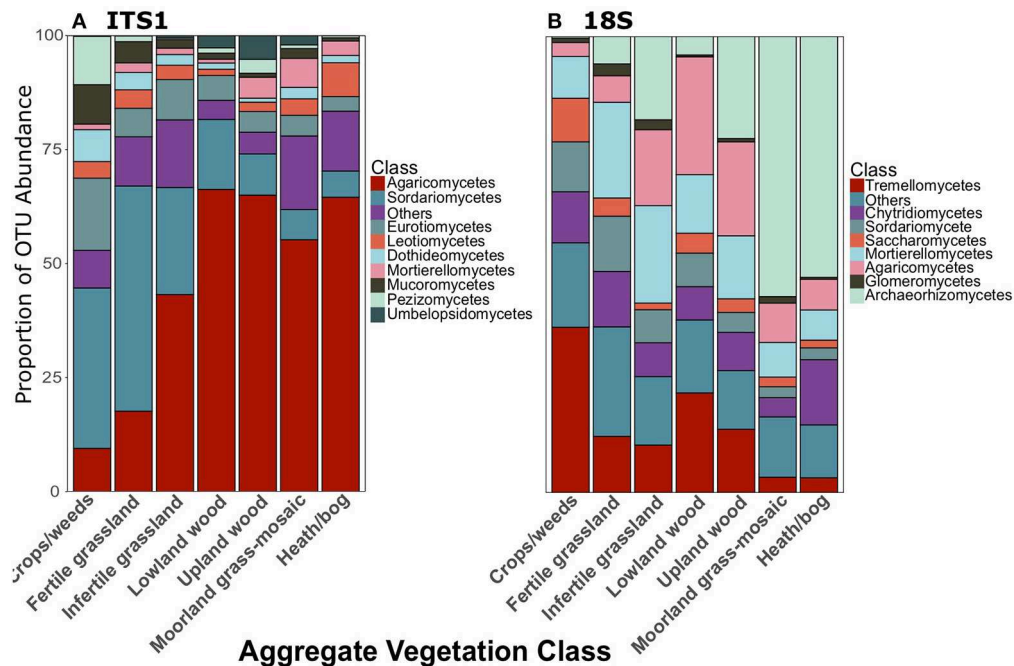 A ITS1
B 18S
Proportion of OTU Abundance
100
75
50
25
0
Class
Agaricomycetes
Sordariomycetes
Others
Eurotiomycetes
Leotiomycetes
Dothideomycetes
Mortierellomycetes
Mucoromycetes
Pezizomycetes
Umbelopsidomycetes
Class
Tremellomycetes
Others
Chytridiomycetes
Sordariomycete
Saccharomycetes
Mortierellomycetes
Agaricomycetes
Glomeromycetes
Archaeorhizomycetes
Crops/weeds
Fertile grassland
Infertile grassland
Lowland wood
Upland wood
Moorland grass-mosaic
Heath/bog
Crops/weeds
Fertile grassland
Infertile grassland
Lowland wood
Upland wood
Moorland grass-mosaic
Heath/bog
Aggregate Vegetation Class